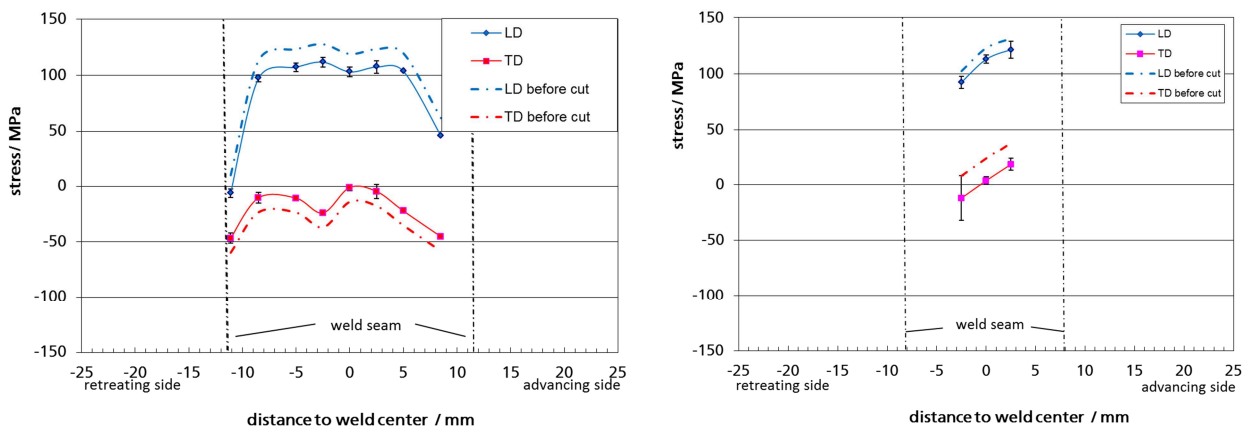 150
100
50
0
-50
-100
-150
stress/ MPa
LD
TD
LD before cut
TD before cut
weld seam
-25 -20 -15 -10 -5 0 5 10 15 20 25
retreating side advancing side
distance to weld center / mm
150
100
50
0
-50
-100
-150
stress/ MPa
LD
TD
LD before cut
TD before cut
weld seam
-25 -20 -15 -10 -5 0 5 10 15 20 25
retreating side advancing side
distance to weld center / mm